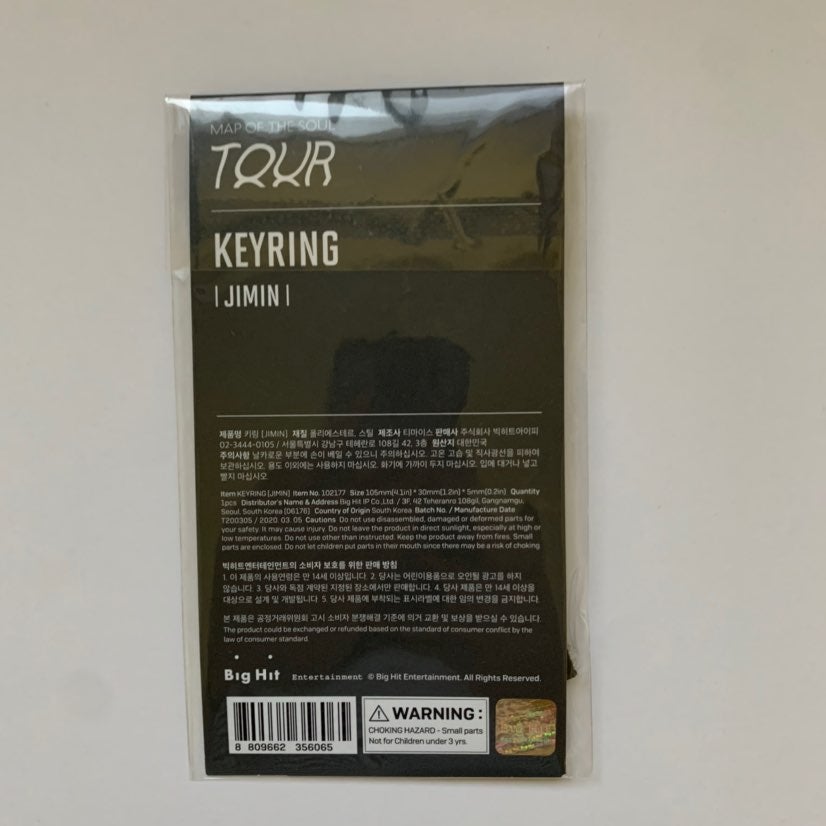 MAP OF THE SOUL
TOUR
KEYRING
| JIMIN |
제품명 키링 [JIMIN] 재질 폴리에스테르, 스틸 제조사 티마이스 판매사 주식회사 빅히트아이피
02-3444-0105 / 서울특별시 강남구 테헤란로 108길 42, 3층 원산지 대한민국
주의사항 날카로운 부분에 손이 베일 수 있으니 주의하십시오. 고온 고습 및 직사광선을 피하여
보관하십시오. 용도 이외에는 사용하지 마십시오. 화기에 가까이 두지 마십시오. 입에 대거나 넣고
빨지 마십시오
Item KEYRING [JIMIN] Item No. 102177 Size 105mm(4.1in) * 30mm(1.2in) * 5mm(0.2in) Quantity
1pcs Distributor's Name & Address Big Hit IP Co.,Ltd. / 3F, 42 Teheranro 108gil, Gangnamgu,
Seoul, South Korea [06176] Country of Origin South Korea Batch No. / Manufacture Date
T200305 / 2020. 03. 05 Cautions Do not use disassembled, damaged or deformed parts for
your safety. It may cause injury. Do not leave the product in direct sunlight, especially at high or
low temperatures. Do not use other than instructed. Keep the product away from fires. Small
parts are enclosed. Do not let children put parts in their mouth since there may be a risk of choking
빅히트엔터테인먼트의 소비자 보호를 위한 판매 방침
1. 이 제품의 사용연령은 만 14세 이상입니다. 2. 당사는 어린이용품으로 오인될 광고를 하지
않습니다. 3. 당사와 독점 계약된 지정된 장소에서만 판매합니다. 4. 당사 제품은 만 14세 이상을
대상으로 설계 및 개발됩니다. 5. 당사 제품에 부착되는 표시라벨에 대한 임의 변경을 금지합니다.
본 제품은 공정거래위원회 고시 소비자 분쟁해결 기준에 의거 교환 및 보상을 받으실 수 있습니다.
The product could be exchanged or refunded based on the standard of consumer conflict by the
law of consumer standard
Big Hit Entertainment © Big Hit Entertainment. All Rights Reserved.
8 809662 356065
WARNING :
CHOKING HAZARD - Small parts
Not for Children under 3 yrs.